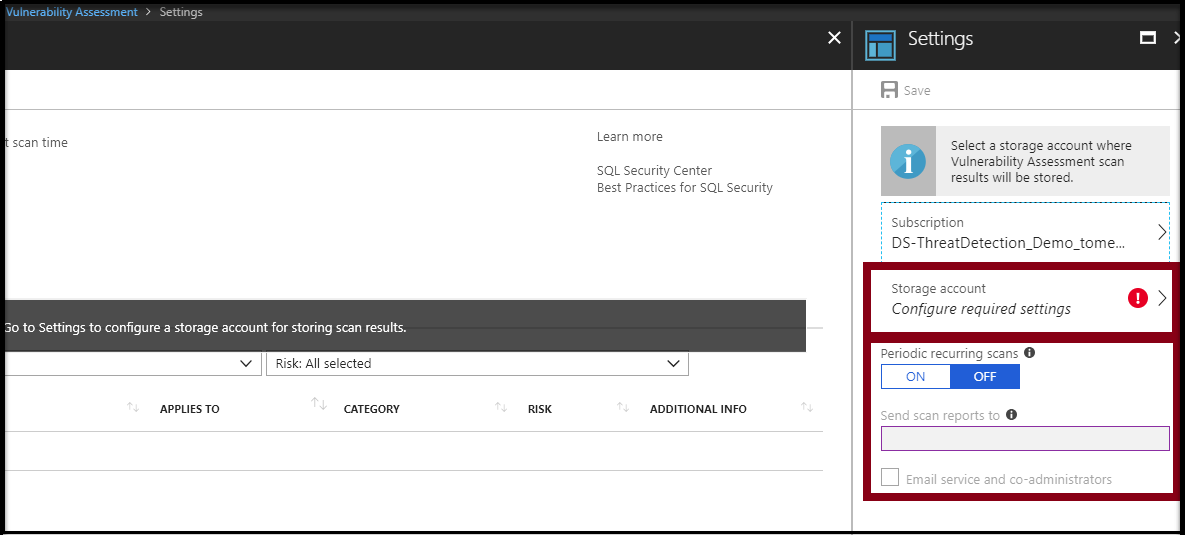 Vulnerability Assessment > Settings
Settings
Save
t scan time
Learn more
SQL Security Center
Best Practices for SQL Security
Go to Settings to configure a storage account for storing scan results.
Risk: All selected
APPLIES TO
CATEGORY
RISK
ADDITIONAL INFO
Select a storage account where
Vulnerability Assessment scan
results will be stored.
Subscription
DS-ThreatDetection_Demo_tome...
Storage account
Configure required settings
Periodic recurring scans
ON OFF
Send scan reports to
Email service and co-administrators